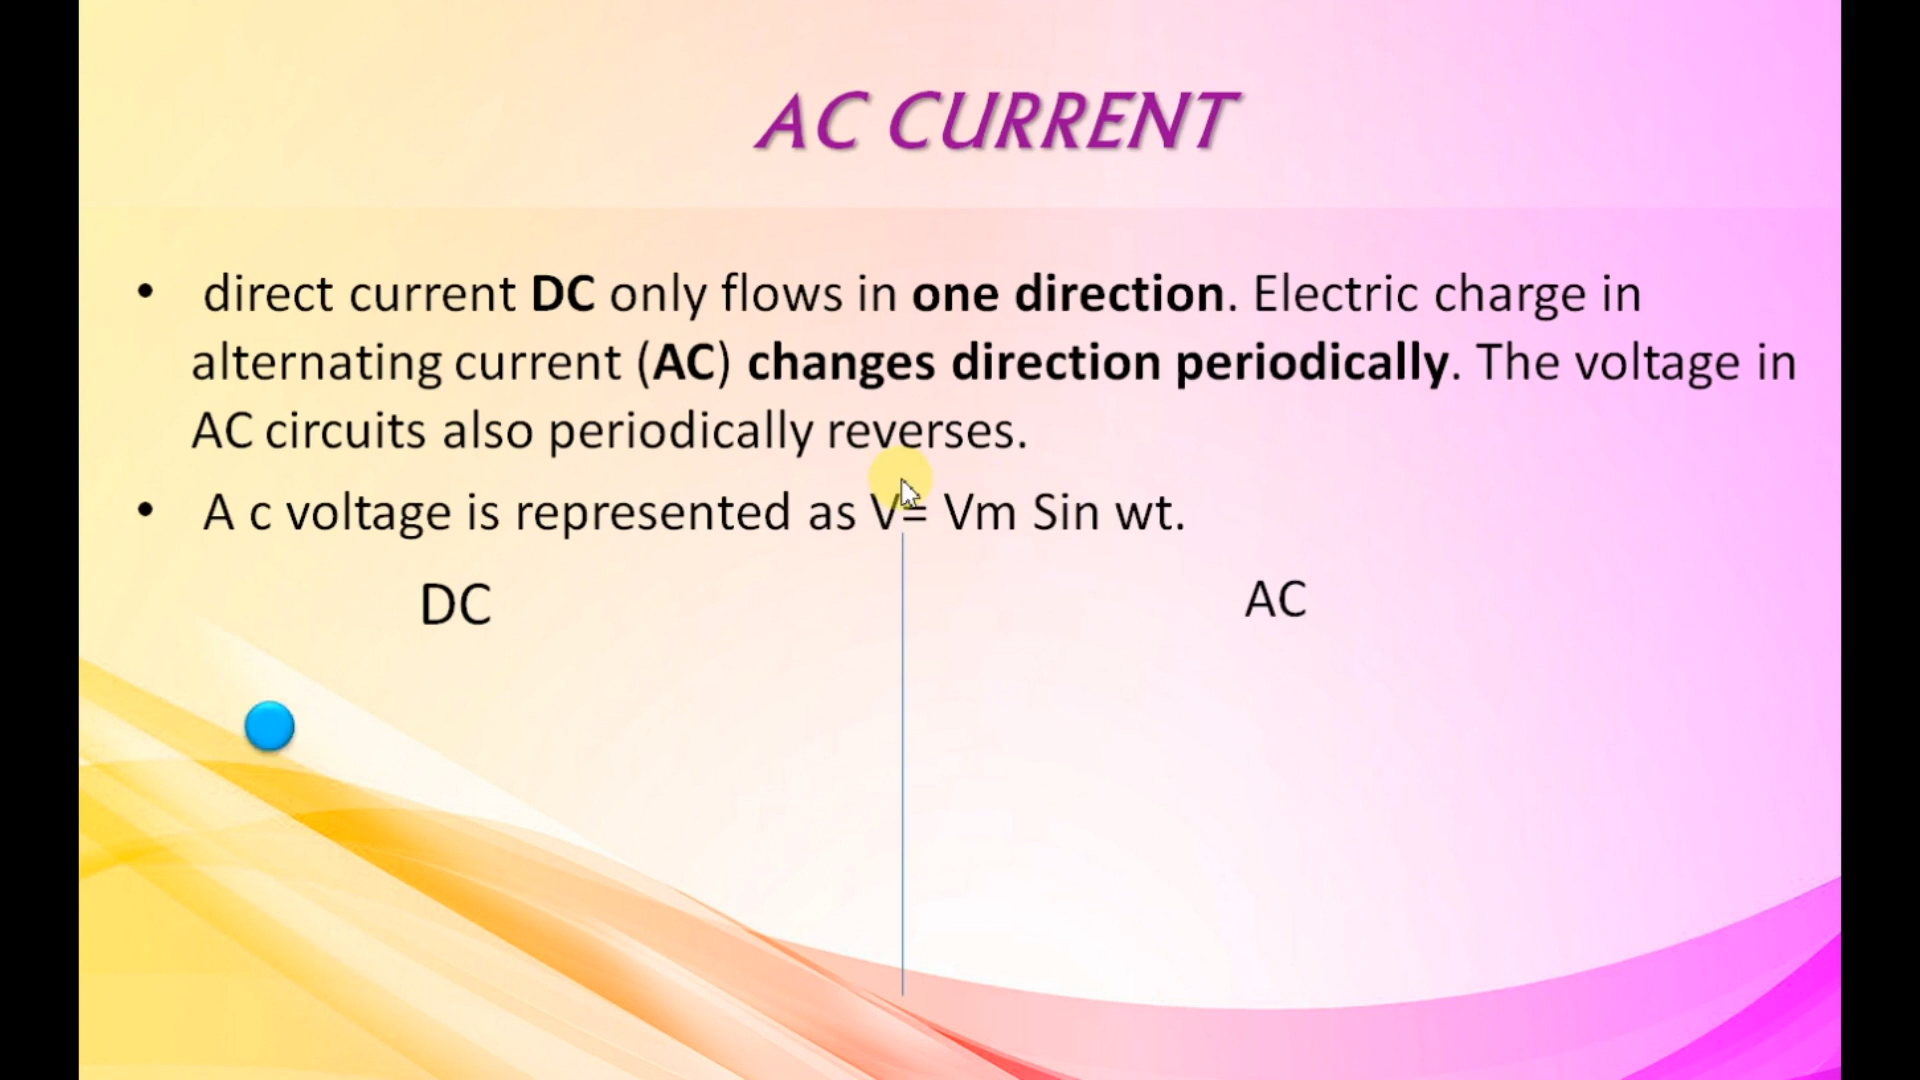 AC CURRENT
• direct current DC only flows in one direction. Electric charge in
alternating current (AC) changes direction periodically. The voltage in
AC circuits also periodically reverses.
• A c voltage is represented as V= Vm Sin wt.
DC
AC